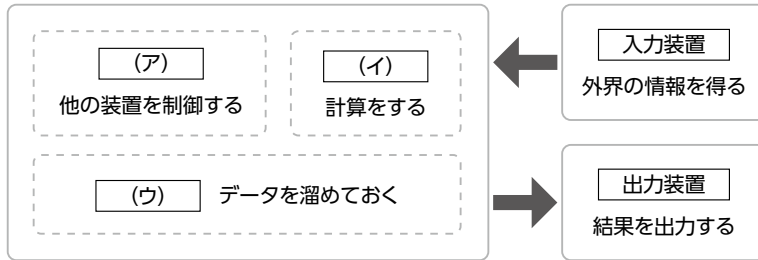 (ア)
他の装置を制御する
(イ)
計算をする
(ウ) データを溜めておく
入力装置
外界の情報を得る
出力装置
結果を出力する